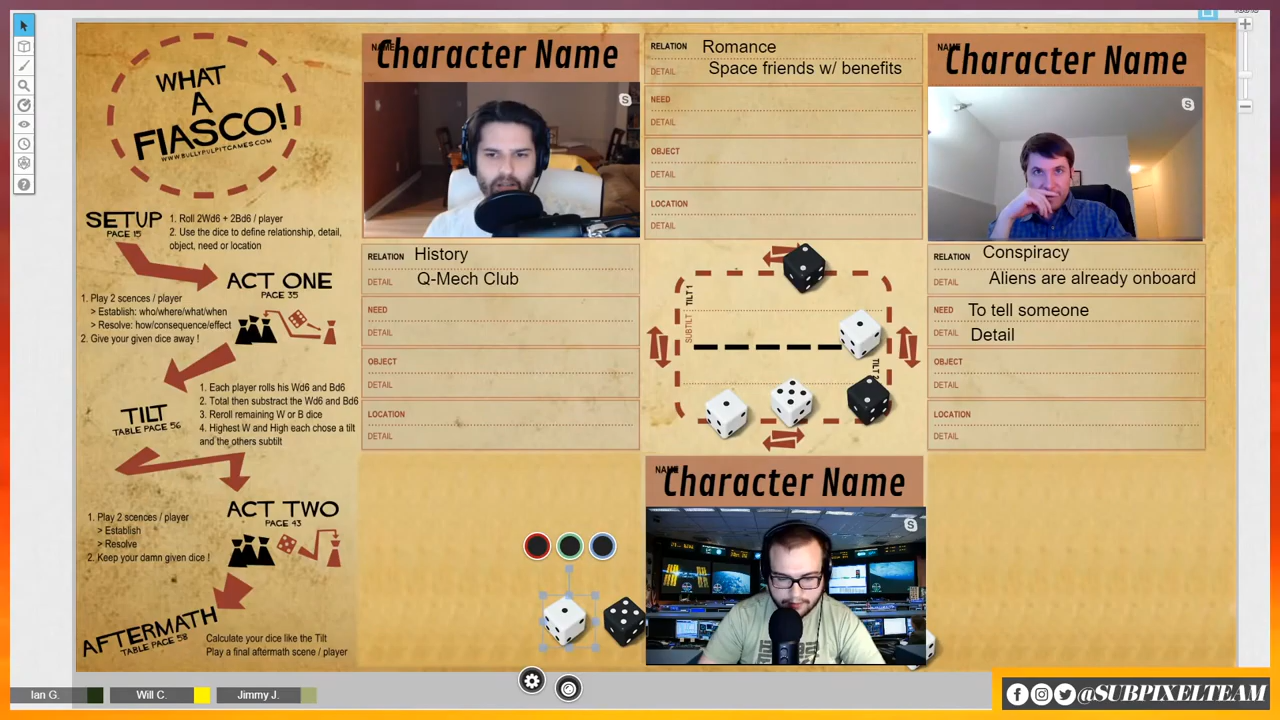 WHAT
A
FIASCO!
WWW.BULLYPULPITGAMES.COM
SETUP
PAGE 15
1. Roll 2Wd6 + 2Bd6 / player
2. Use the dice to define relationship, detail,
object, need or location
ACT ONE
PAGE 35
1. Play 2 scences / player
> Establish: who/where/what/when
> Resolve: how/consequence/effect
2. Give your given dice away !
TILT
TABLE PAGE 56
1. Each player rolls his Wd6 and Bd6
2. Total then substract the Wd6 and Bd6
3. Reroll remaining W or B dice
4. Highest W and High each chose a tilt
and the others subtilt
ACT TWO
PAGE 43
1. Play 2 scences / player
> Establish
> Resolve
2. Keep your damn given dice !
AFTERMATH
TABLE PAGE 58
Calculate your dice like the Tilt
Play a final aftermath scene / player
NAME
Character Name
RELATION Romance
DETAIL Space friends w/ benefits
NEED
DETAIL
OBJECT
DETAIL
LOCATION
DETAIL
NAME
Character Name
RELATION History
DETAIL Q-Mech Club
NEED
DETAIL
OBJECT
DETAIL
LOCATION
DETAIL
TILT 1
SUBTILT
TILT 2
RELATION Conspiracy
DETAIL Aliens are already onboard
NEED To tell someone
DETAIL Detail
OBJECT
DETAIL
LOCATION
DETAIL
NAME
Character Name
Ian G.
Will C.
Jimmy J.
@SUBPIXELTEAM